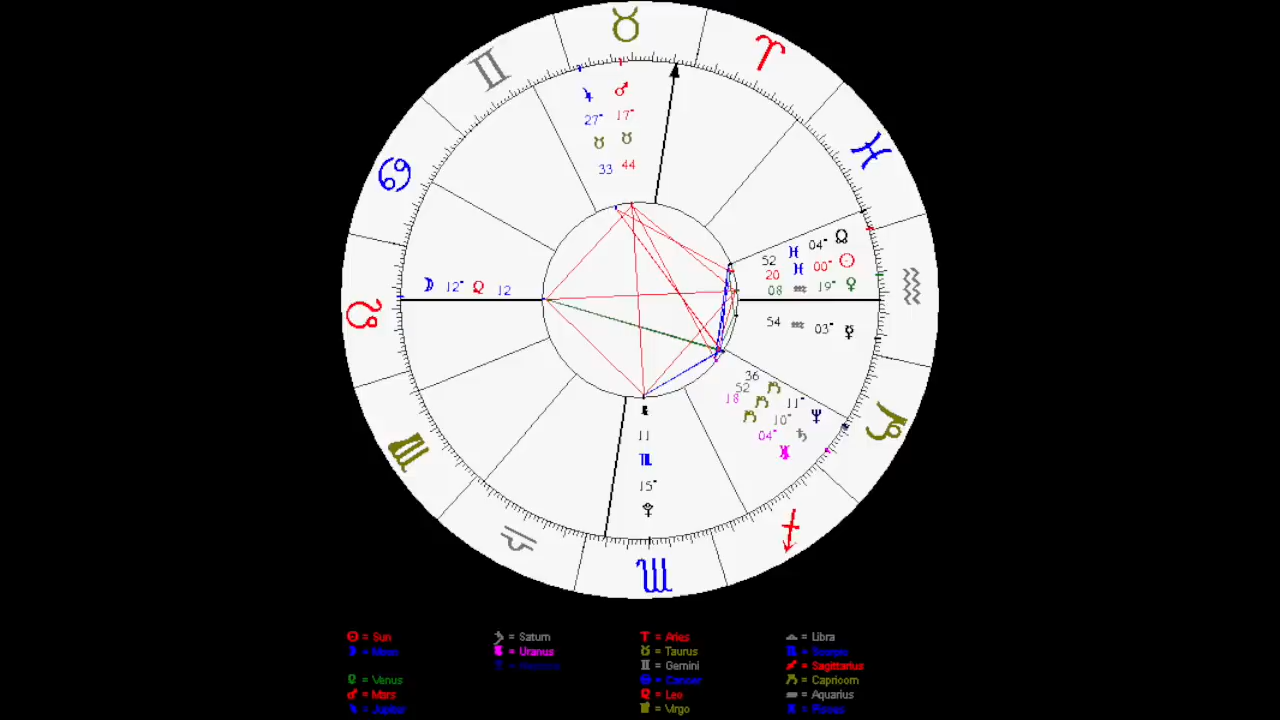 ♉ ♈
♊
♃ ♂
27° 17°
♉ ♉
33 44
♓
♋
04° ☊
52 ♓
20 ♓ 00° ☉
08 ♒ 19° ♀
☽ 12° ♌ 12
♒
♌
54 ♒ 03° ☿
36
52 ♑
18 ♑ 11° ♆
♑ 10°
04° ♄
♅
11
♏
15°
♇
♍ ♑
♎ ♐
♏
☉ = Sun ♄ = Saturn ♈ = Aries ♎ = Libra
☽ = Moon ♅ = Uranus ♉ = Taurus ♏ = Scorpio
♆ = Neptune ♊ = Gemini ♐ = Sagittarius
♀ = Venus ♋ = Cancer ♑ = Capricorn
♂ = Mars ♌ = Leo ♒ = Aquarius
♃ = Jupiter ♍ = Virgo ♓ = Pisces